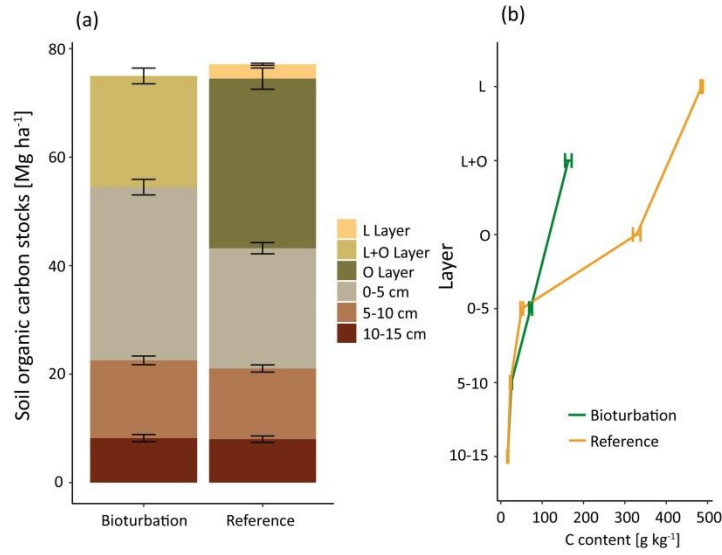 (a)
Soil organic carbon stocks [Mg ha⁻¹]
80
60
40
20
0
Bioturbation
Reference
L Layer
L+O Layer
O Layer
0-5 cm
5-10 cm
10-15 cm
(b)
Layer
L
L+O
O
0-5
5-10
10-15
Bioturbation
Reference
0 100 200 300 400 500
C content [g kg⁻¹]